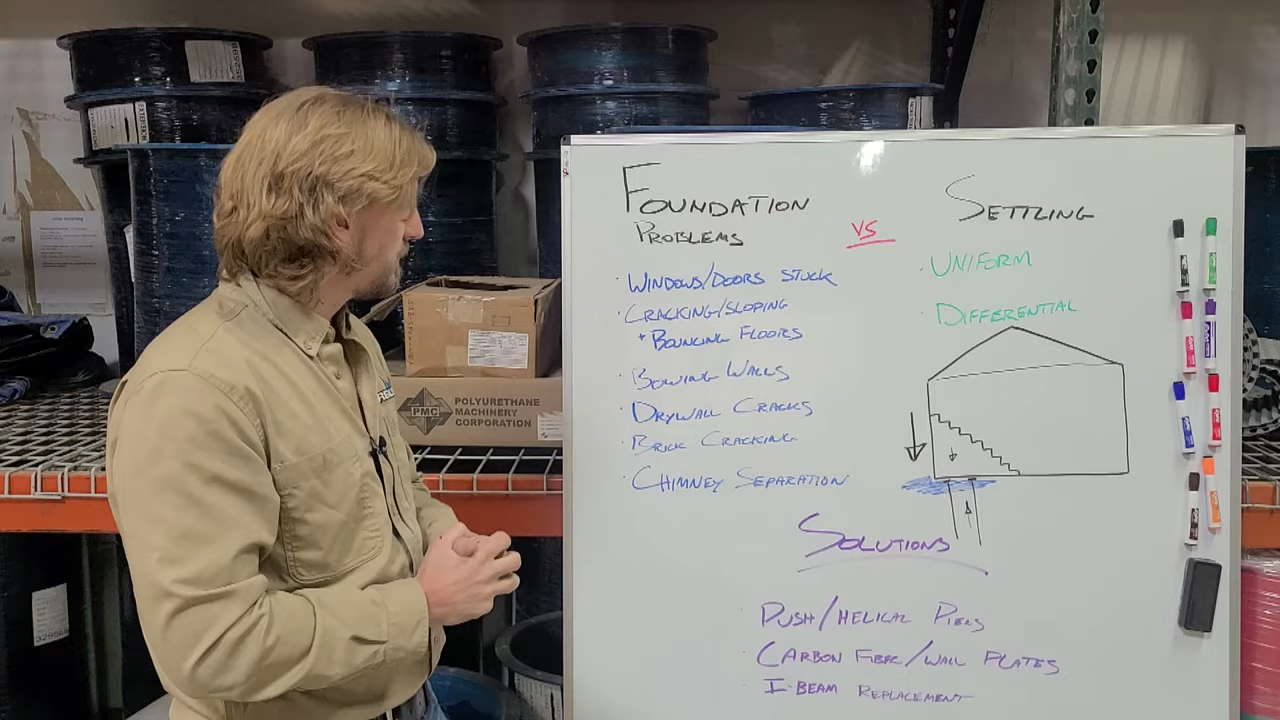 FOUNDATION
PROBLEMS
VS
SETTLING
· WINDOWS/DOORS STUCK
· CRACKING/SLOPING
+ BOUNCING FLOORS
· BOWING WALLS
· DRYWALL CRACKS
· BRICK CRACKING
· CHIMNEY SEPARATION
· UNIFORM
· DIFFERENTIAL
SOLUTIONS
· PUSH/HELICAL PIERS
· CARBON FIBER/WALL PLATES
· I-BEAM REPLACEMENT
PMC
POLYURETHANE
MACHINERY
CORPORATION